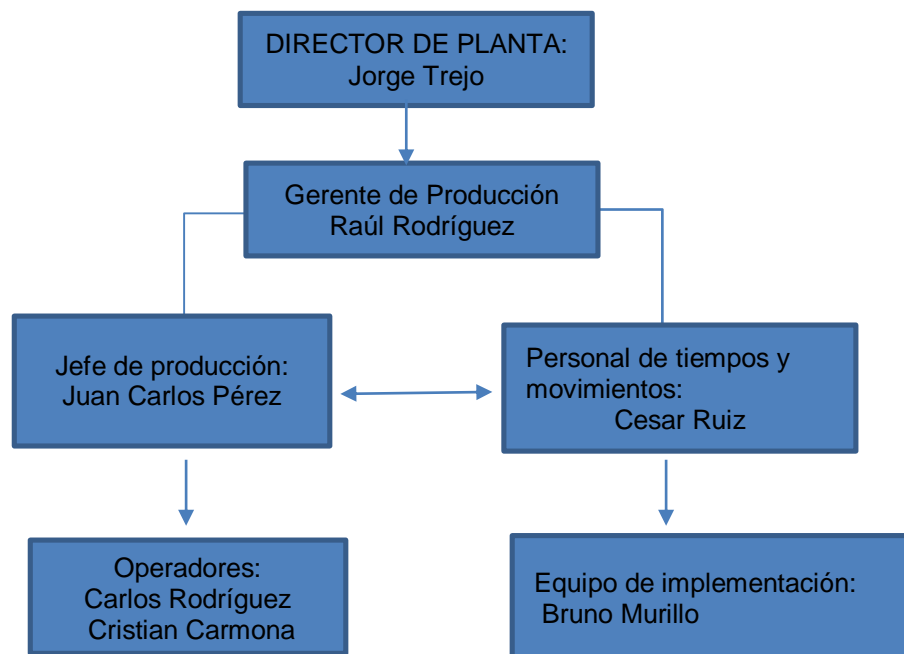 DIRECTOR DE PLANTA:
Jorge Trejo
Gerente de Producción
Raúl Rodríguez
Jefe de producción:
Juan Carlos Pérez
Personal de tiempos y
movimientos:
Cesar Ruiz
Operadores:
Carlos Rodríguez
Cristian Carmona
Equipo de implementación:
Bruno Murillo